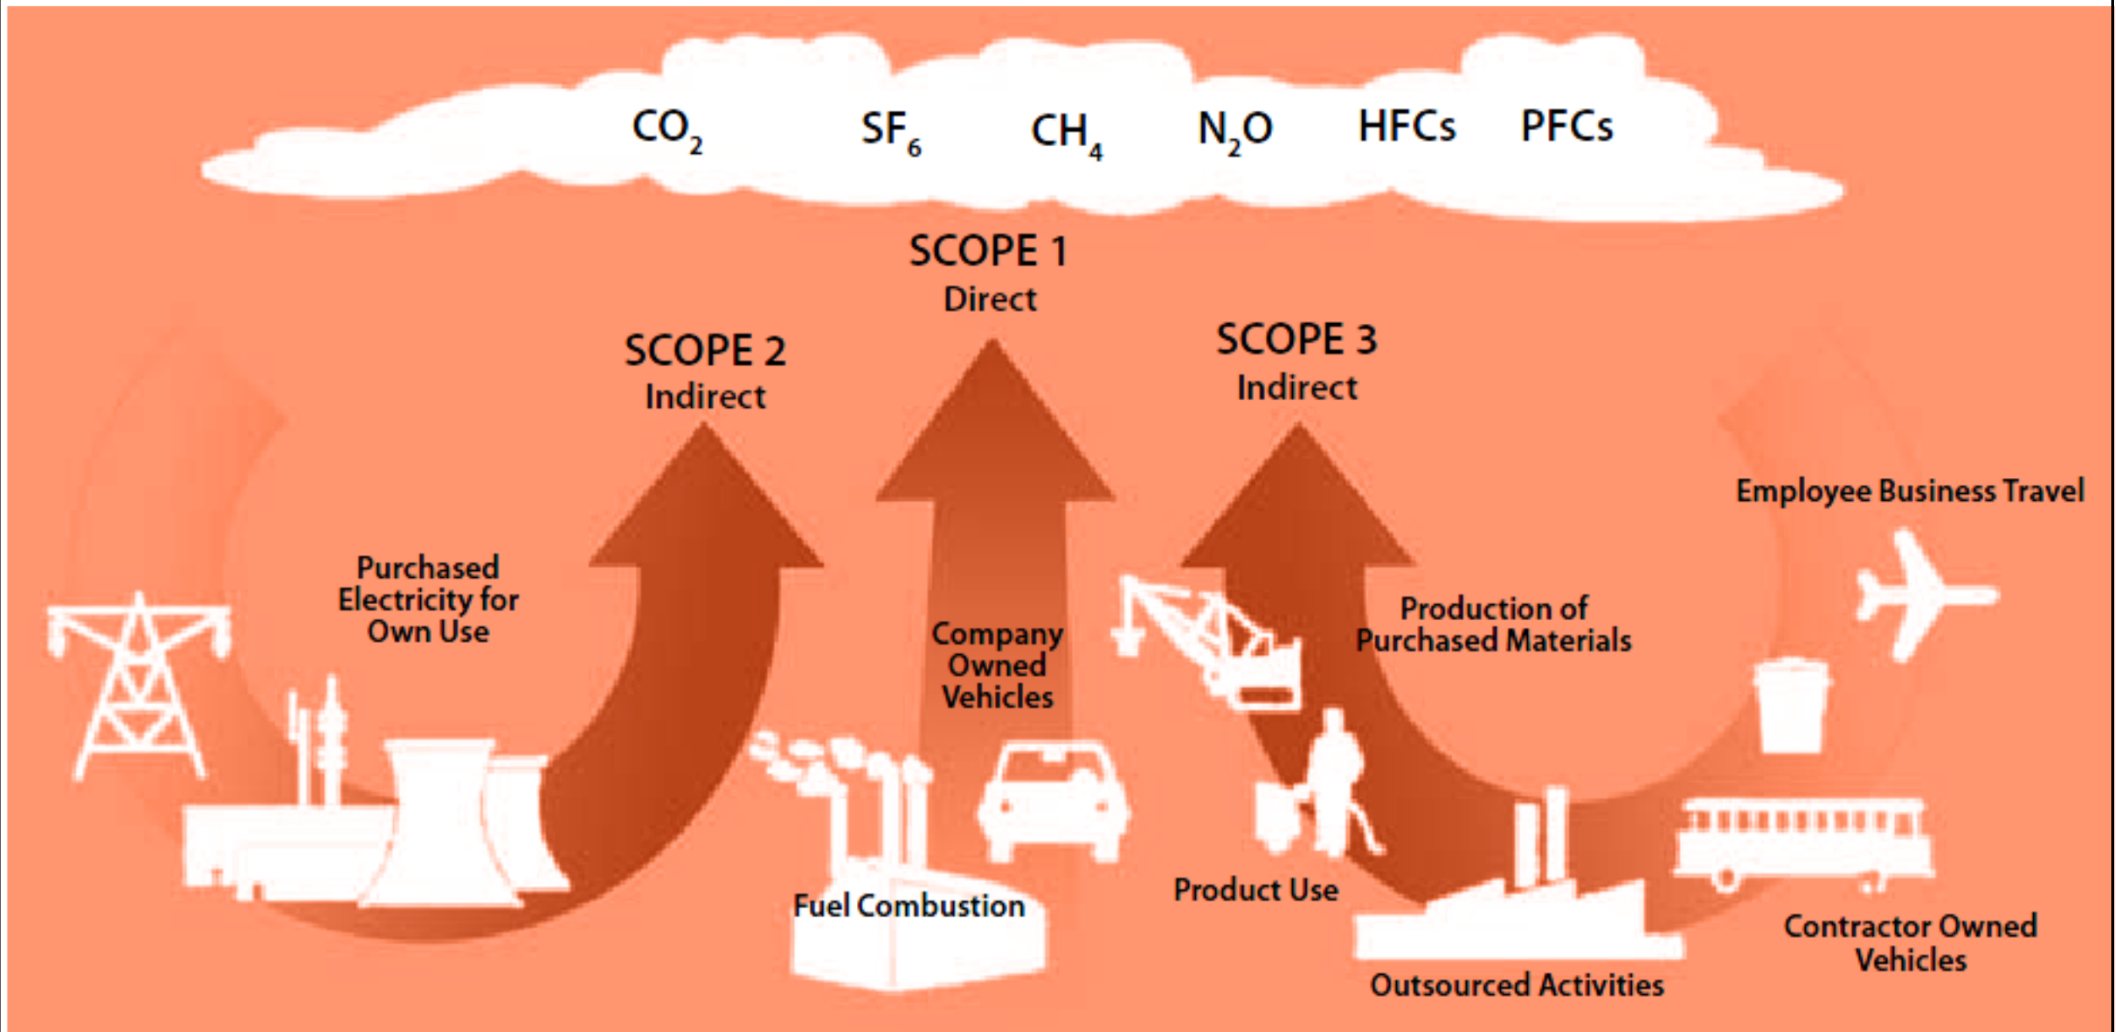 CO₂ SF₆ CH₄ N₂O HFCs PFCs
SCOPE 1
Direct
SCOPE 2
Indirect
SCOPE 3
Indirect
Purchased
Electricity for
Own Use
Company
Owned
Vehicles
Fuel Combustion
Production of
Purchased Materials
Employee Business Travel
Product Use
Outsourced Activities
Contractor Owned
Vehicles